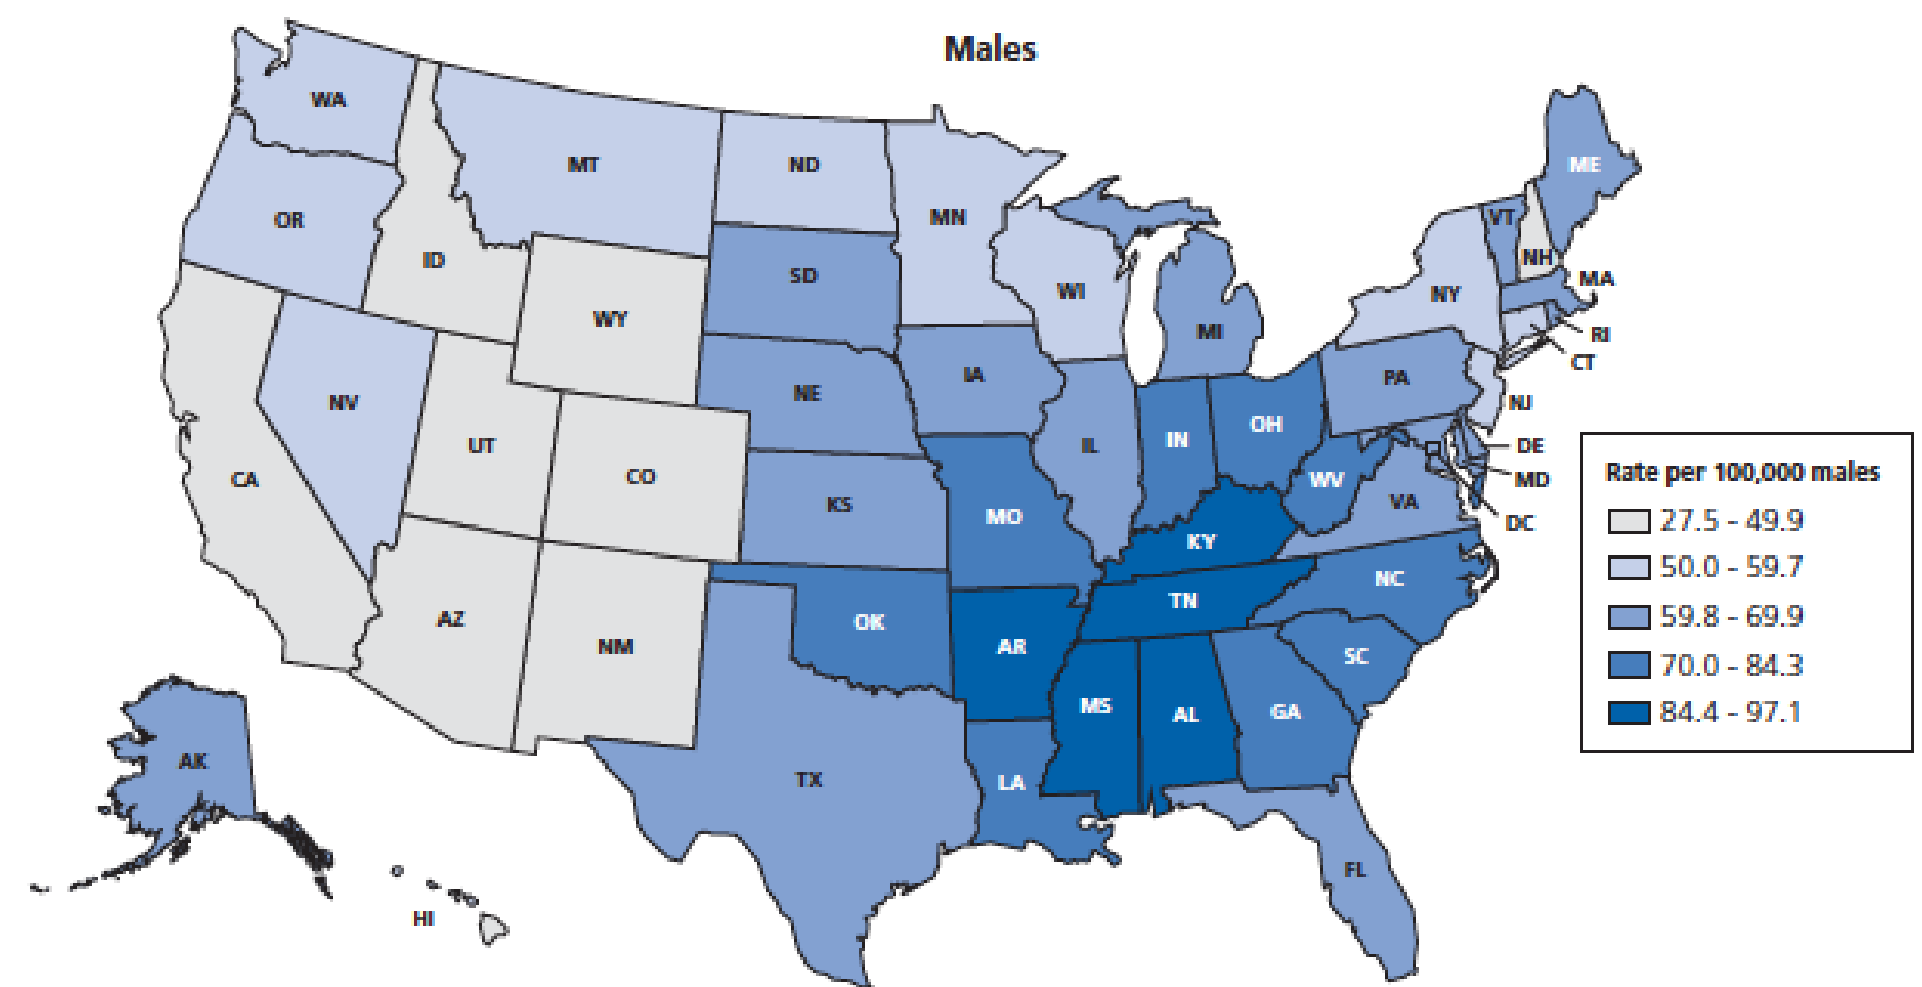 Males
WA
MT
ND
MN
ME
OR
ID
VT
NH
SD
WI
NY
MA
WY
MI
RI
IA
PA
CT
NV
NE
NJ
UT
CO
IL
IN
OH
DE
CA
KS
WV
MD
MO
VA
DC
KY
NC
AZ
TN
OK
NM
AR
SC
MS
AL
GA
AK
TX
LA
FL
HI
Rate per 100,000 males
27.5 - 49.9
50.0 - 59.7
59.8 - 69.9
70.0 - 84.3
84.4 - 97.1